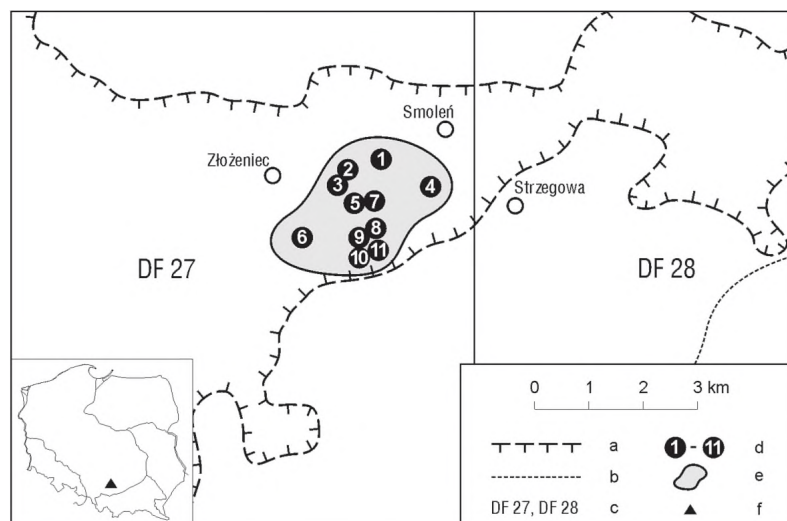 Smoleń
Złożeniec
1
2
3
4
5
7
Strzegowa
6
8
9
10
11
DF 27
DF 28
0 1 2 3 km
a
1 - 11 d
b
e
DF 27, DF 28 c
f